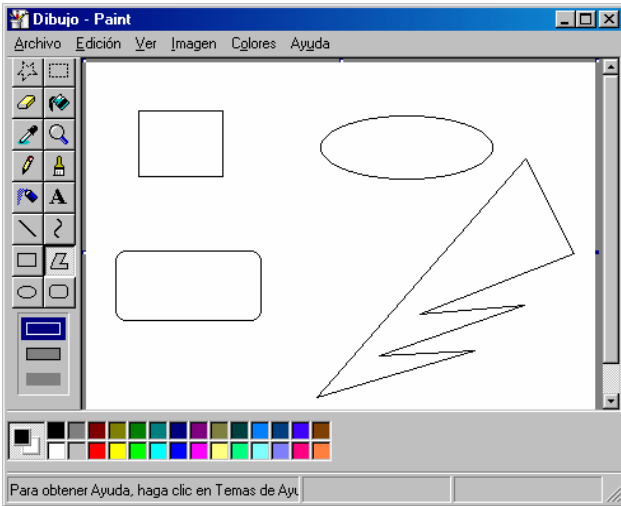 Dibujo - Paint
Archivo Edición Ver Imagen Colores Ayuda
A
Para obtener Ayuda, haga clic en Temas de Ayu